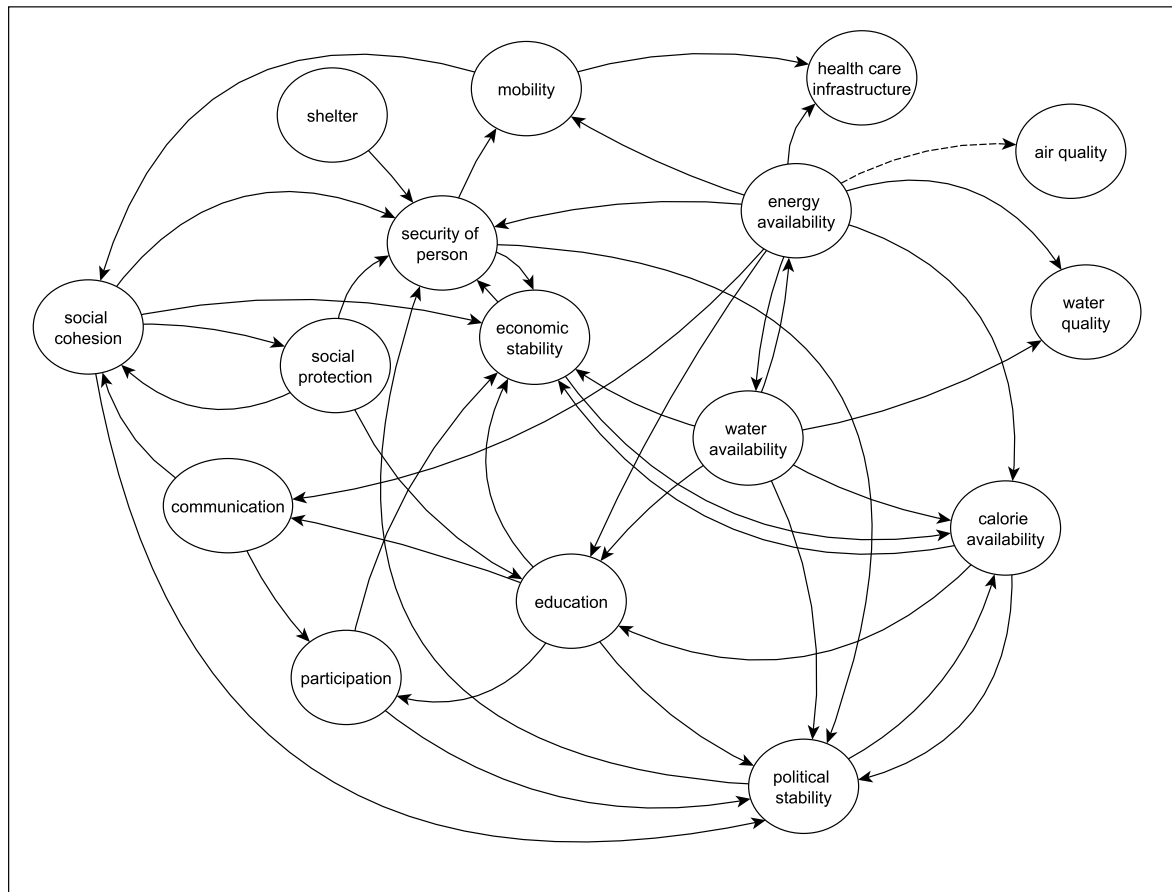 mobility
health care
infrastructure
shelter
air quality
energy
availability
security of
person
social
cohesion
water
quality
economic
stability
social
protection
water
availability
communication
calorie
availability
education
participation
political
stability